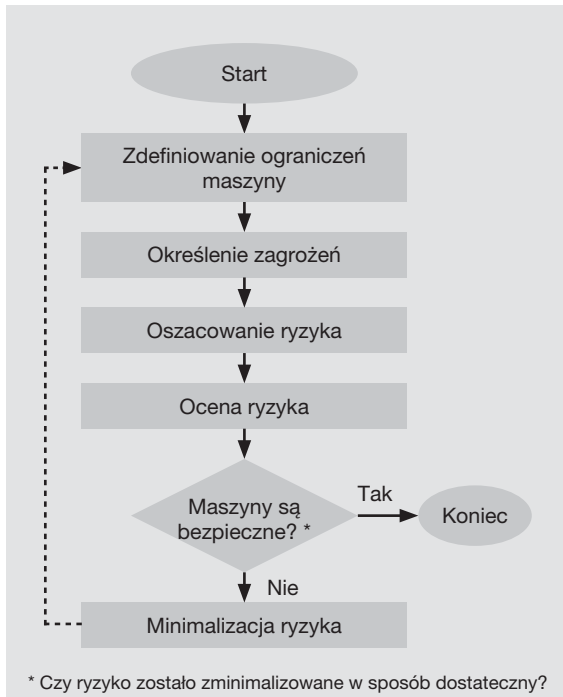 Start
Zdefiniowanie ograniczeń
maszyny
Określenie zagrożeń
Oszacowanie ryzyka
Ocena ryzyka
Maszyny są
bezpieczne? *
Tak
Koniec
Nie
Minimalizacja ryzyka
* Czy ryzyko zostało zminimalizowane w sposób dostateczny?